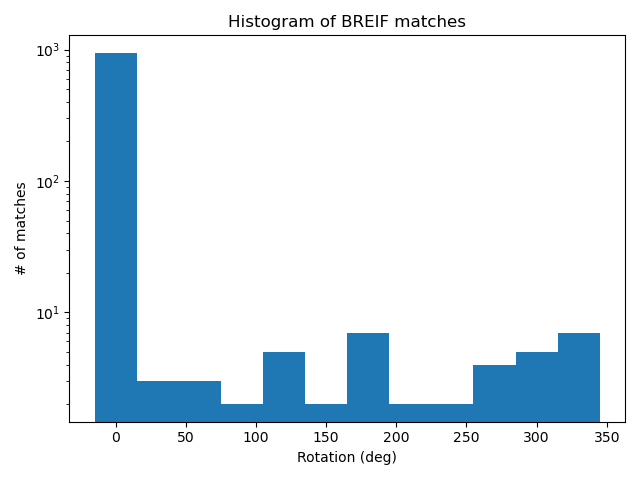 Histogram of BREIF matches
# of matches
10³
10²
10¹
0 50 100 150 200 250 300 350
Rotation (deg)